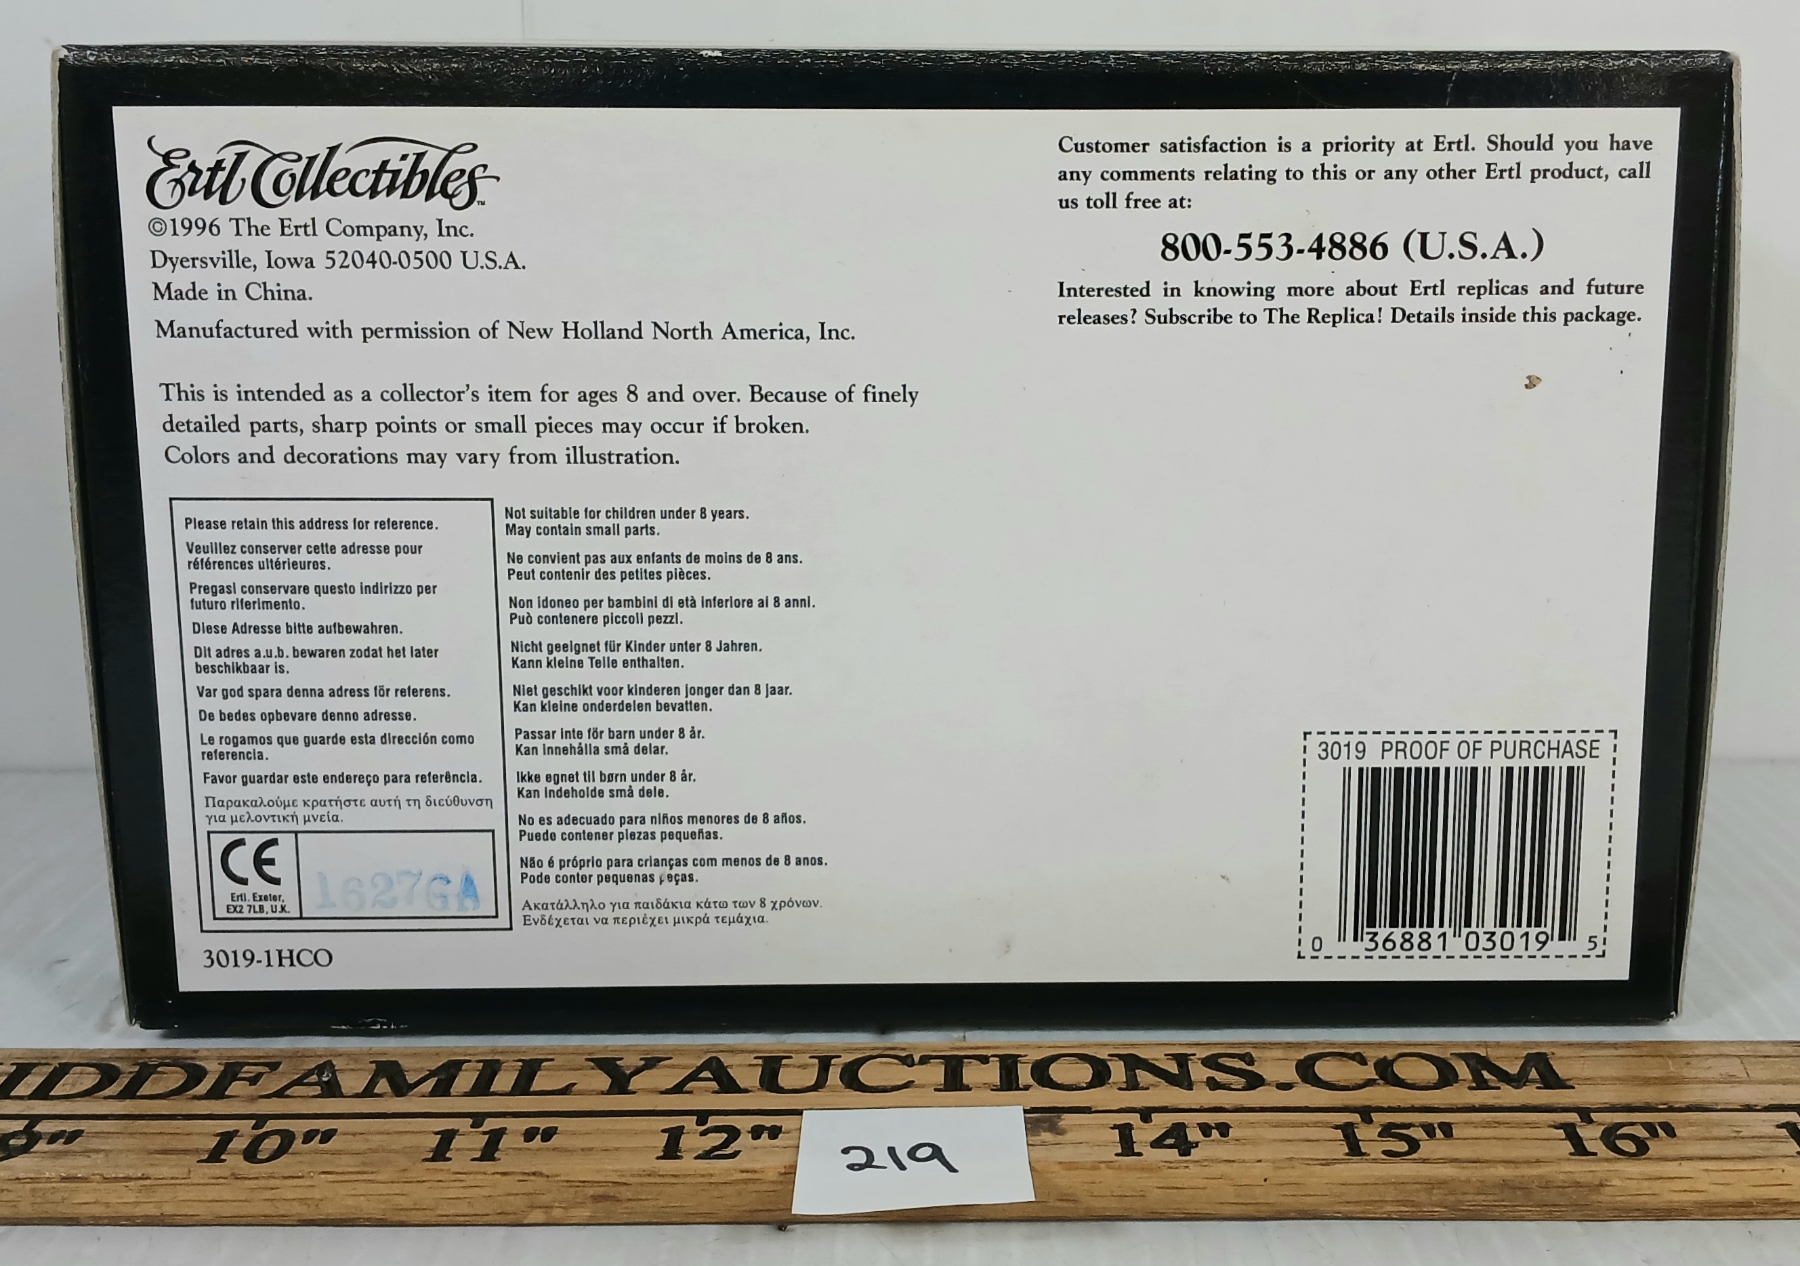 Ertl Collectibles™
©1996 The Ertl Company, Inc.
Dyersville, Iowa 52040-0500 U.S.A.
Made in China.
Manufactured with permission of New Holland North America, Inc.
This is intended as a collector's item for ages 8 and over. Because of finely
detailed parts, sharp points or small pieces may occur if broken.
Colors and decorations may vary from illustration.
Customer satisfaction is a priority at Ertl. Should you have
any comments relating to this or any other Ertl product, call
us toll free at:
800-553-4886 (U.S.A.)
Interested in knowing more about Ertl replicas and future
releases? Subscribe to The Replica! Details inside this package.
Please retain this address for reference.
Veuillez conserver cette adresse pour
références ultérieures.
Pregasi conservare questo indirizzo per
futuro riferimento.
Diese Adresse bitte aufbewahren.
Dit adres a.u.b. bewaren zodat het later
beschikbaar is.
Var god spara denna adress för referens.
De bedes opbevare denne adresse.
Le rogamos que guarde esta dirección como
referencia.
Favor guardar este endereço para referência.
Παρακαλούμε κρατήστε αυτή τη διεύθυνση
για μελοντική μνεία.
CE
Ertl, Exeter,
EX2 7LB, U.K.
1627GA
3019-1HCO
Not suitable for children under 8 years.
May contain small parts.
Ne convient pas aux enfants de moins de 8 ans.
Peut contenir des petites pièces.
Non idoneo per bambini di età inferiore ai 8 anni.
Può contenere piccoli pezzi.
Nicht geeignet für Kinder unter 8 Jahren.
Kann kleine Teile enthalten.
Niet geschikt voor kinderen jonger dan 8 jaar.
Kan kleine onderdelen bevatten.
Passar inte för barn under 8 år.
Kan innehålla små delar.
Ikke egnet til børn under 8 år.
Kan indeholde små dele.
No es adecuado para niños menores de 8 años.
Puede contener piezas pequeñas.
Não é próprio para crianças com menos de 8 anos.
Pode conter pequenas peças.
Ακατάλληλο για παιδάκια κάτω των 8 χρόνων.
Ενδέχεται να περιέχει μικρά τεμάχια.
3019 PROOF OF PURCHASE
0 36881 03019 5
IDDFAMILYAUCTIONS.COM
9" 10" 11" 12" 14" 15" 16"
219